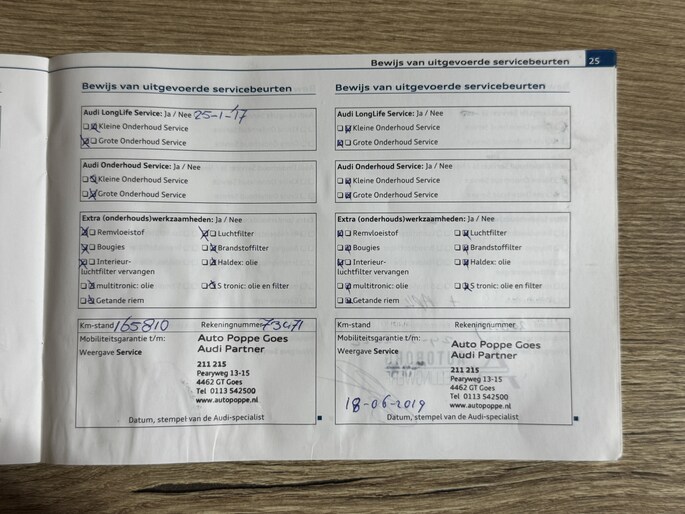 Bewijs van uitgevoerde servicebeurten 25
Bewijs van uitgevoerde servicebeurten
Audi LongLife Service: Ja / Nee 25-1-'17
Kleine Onderhoud Service
Grote Onderhoud Service
Audi Onderhoud Service: Ja / Nee
Kleine Onderhoud Service
Grote Onderhoud Service
Extra (onderhouds)werkzaamheden: Ja / Nee
Remvloeistof Luchtfilter
Bougies Brandstoffilter
Interieur- Haldex: olie
luchtfilter vervangen
multitronic: olie S tronic: olie en filter
Getande riem
Km-stand 165810 Rekeningnummer 73471
Mobiliteitsgarantie t/m: Auto Poppe Goes
Weergave Service Audi Partner
211 215
Pearyweg 13-15
4462 GT Goes
Tel 0113 542500
www.autopoppe.nl
Datum, stempel van de Audi-specialist
Bewijs van uitgevoerde servicebeurten
Audi LongLife Service: Ja / Nee
Kleine Onderhoud Service
Grote Onderhoud Service
Audi Onderhoud Service: Ja / Nee
Kleine Onderhoud Service
Grote Onderhoud Service
Extra (onderhouds)werkzaamheden: Ja / Nee
Remvloeistof Luchtfilter
Bougies Brandstoffilter
Interieur- Haldex: olie
luchtfilter vervangen
multitronic: olie S tronic: olie en filter
Getande riem
Km-stand Rekeningnummer
Mobiliteitsgarantie t/m: Auto Poppe Goes
Weergave Service Audi Partner
211 215
Pearyweg 13-15
4462 GT Goes
Tel 0113 542500
www.autopoppe.nl
18-06-2019
Datum, stempel van de Audi-specialist